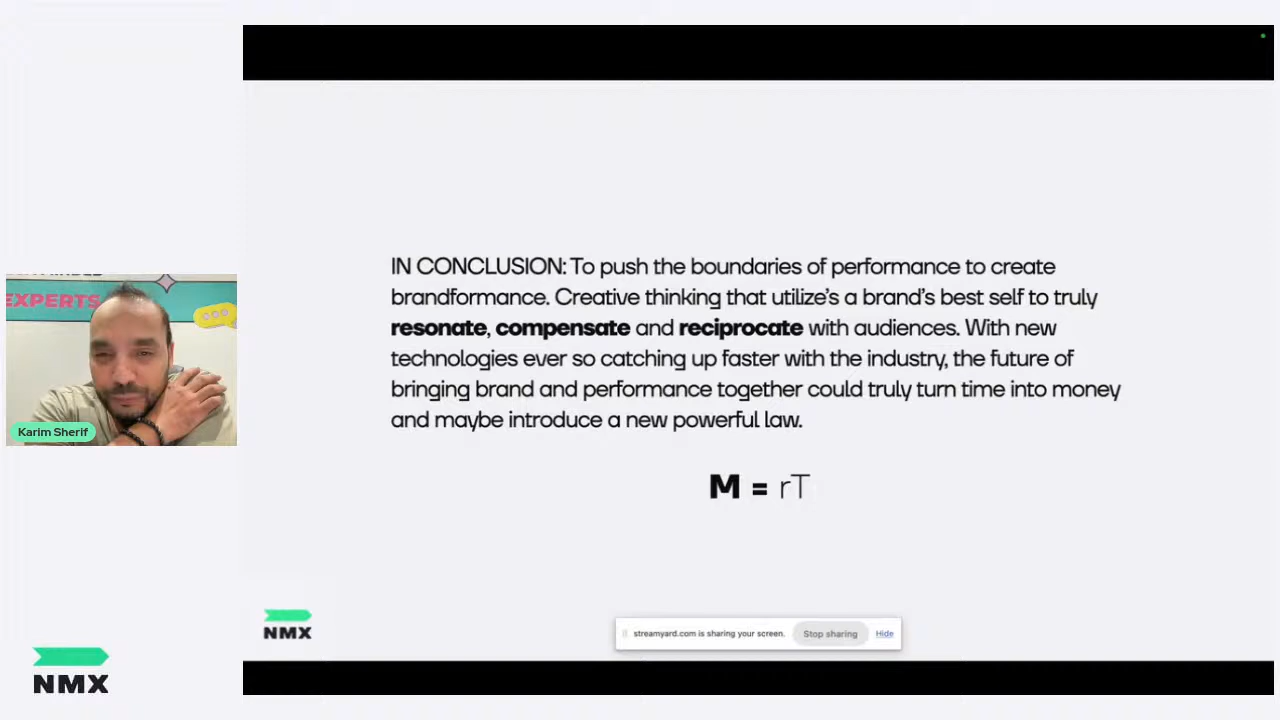 EXPERTS
Karim Sherif
NMX
IN CONCLUSION: To push the boundaries of performance to create
brandformance. Creative thinking that utilize's a brand's best self to truly
resonate, compensate and reciprocate with audiences. With new
technologies ever so catching up faster with the industry, the future of
bringing brand and performance together could truly turn time into money
and maybe introduce a new powerful law.
M = rT
NMX
streamyard.com is sharing your screen.
Stop sharing
Hide